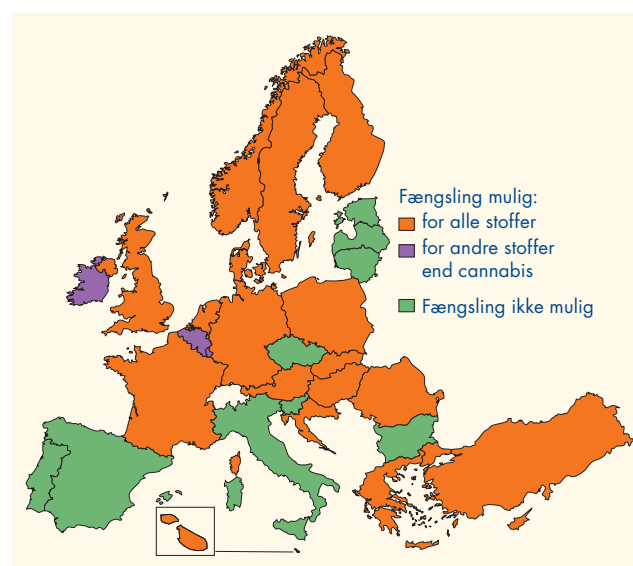 Fængsling mulig:
for alle stoffer
for andre stoffer
end cannabis
Fængsling ikke mulig